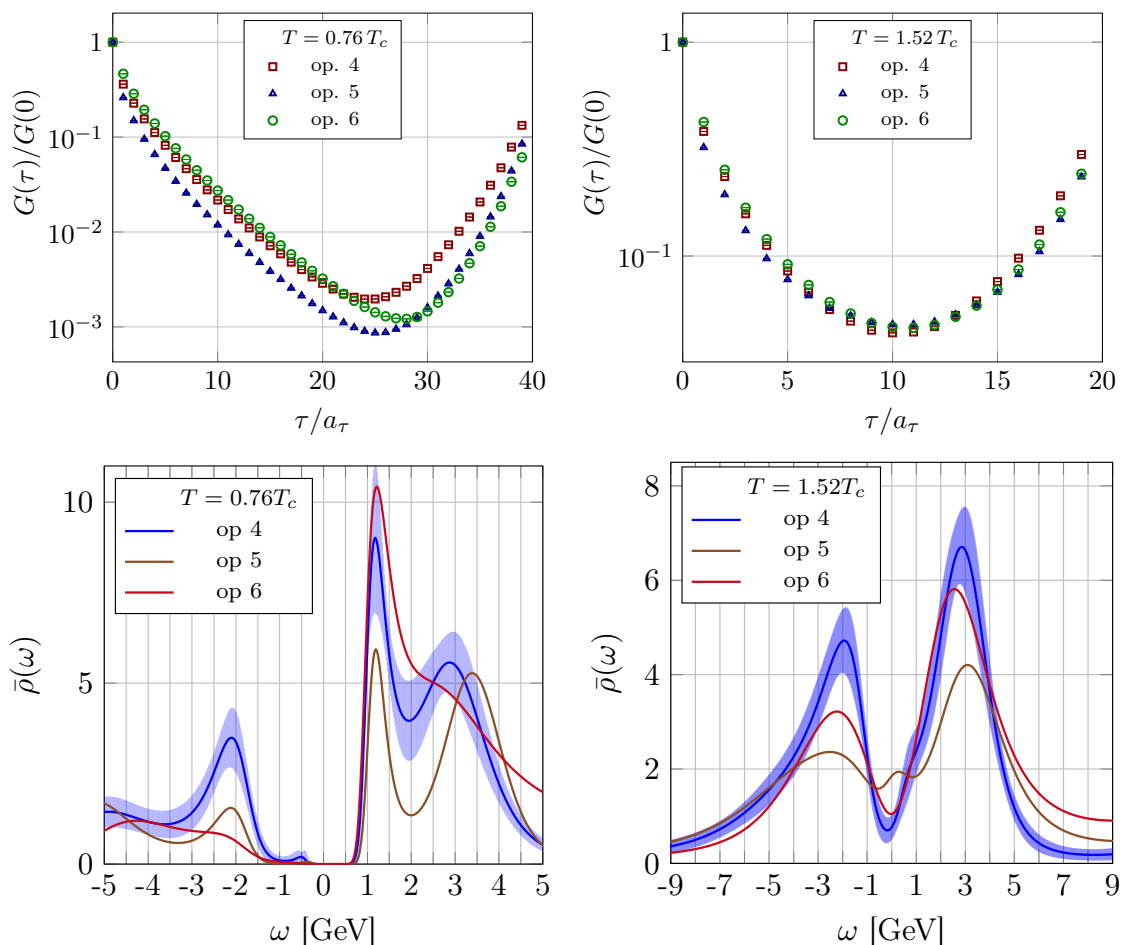 T = 0.76 T_c
op. 4
op. 5
op. 6
1
10^{-1}
10^{-2}
10^{-3}
G(τ)/G(0)
0 10 20 30 40
τ/a_τ
T = 1.52 T_c
op. 4
op. 5
op. 6
1
10^{-1}
G(τ)/G(0)
0 5 10 15 20
τ/a_τ
T = 0.76T_c
op 4
op 5
op 6
10
5
0
ρ̄(ω)
-5 -4 -3 -2 -1 0 1 2 3 4 5
ω [GeV]
T = 1.52T_c
op 4
op 5
op 6
8
6
4
2
0
ρ̄(ω)
-9 -7 -5 -3 -1 1 3 5 7 9
ω [GeV]